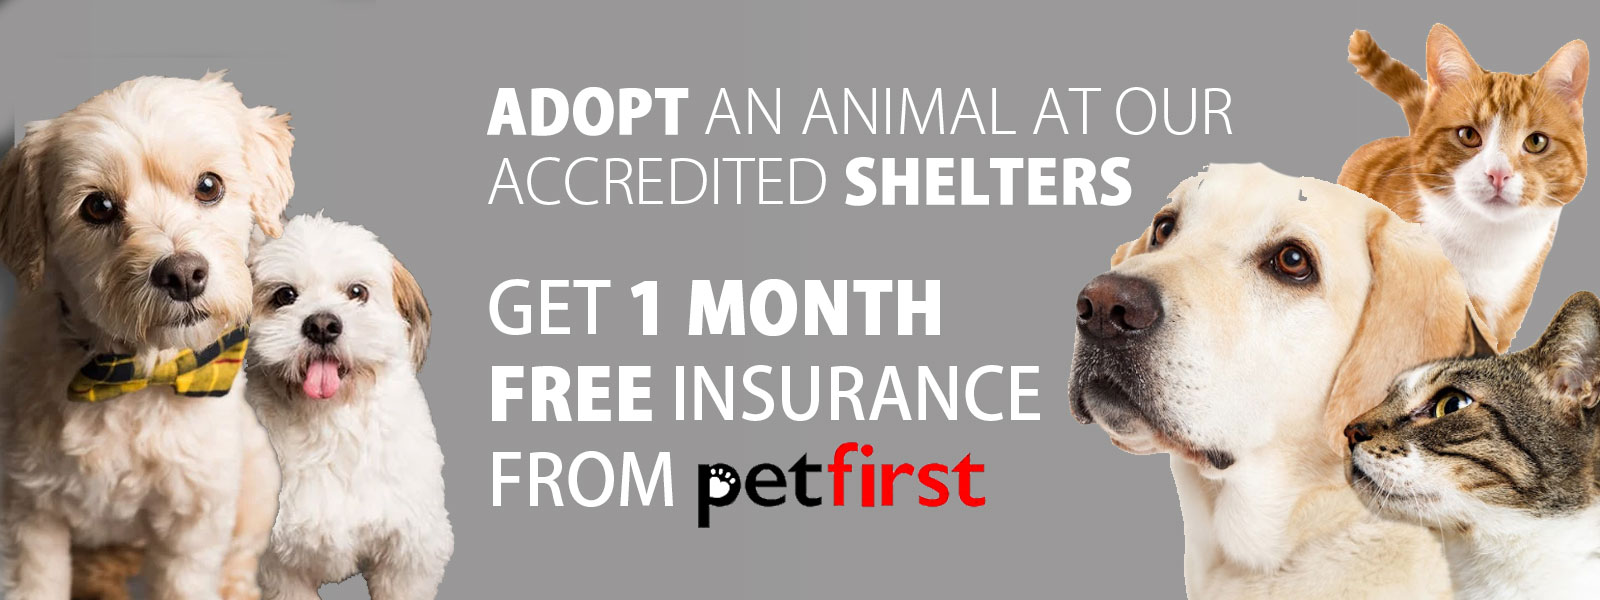 ADOPT AN ANIMAL AT OUR
ACCREDITED SHELTERS
GET 1 MONTH
FREE INSURANCE
FROM petfirst